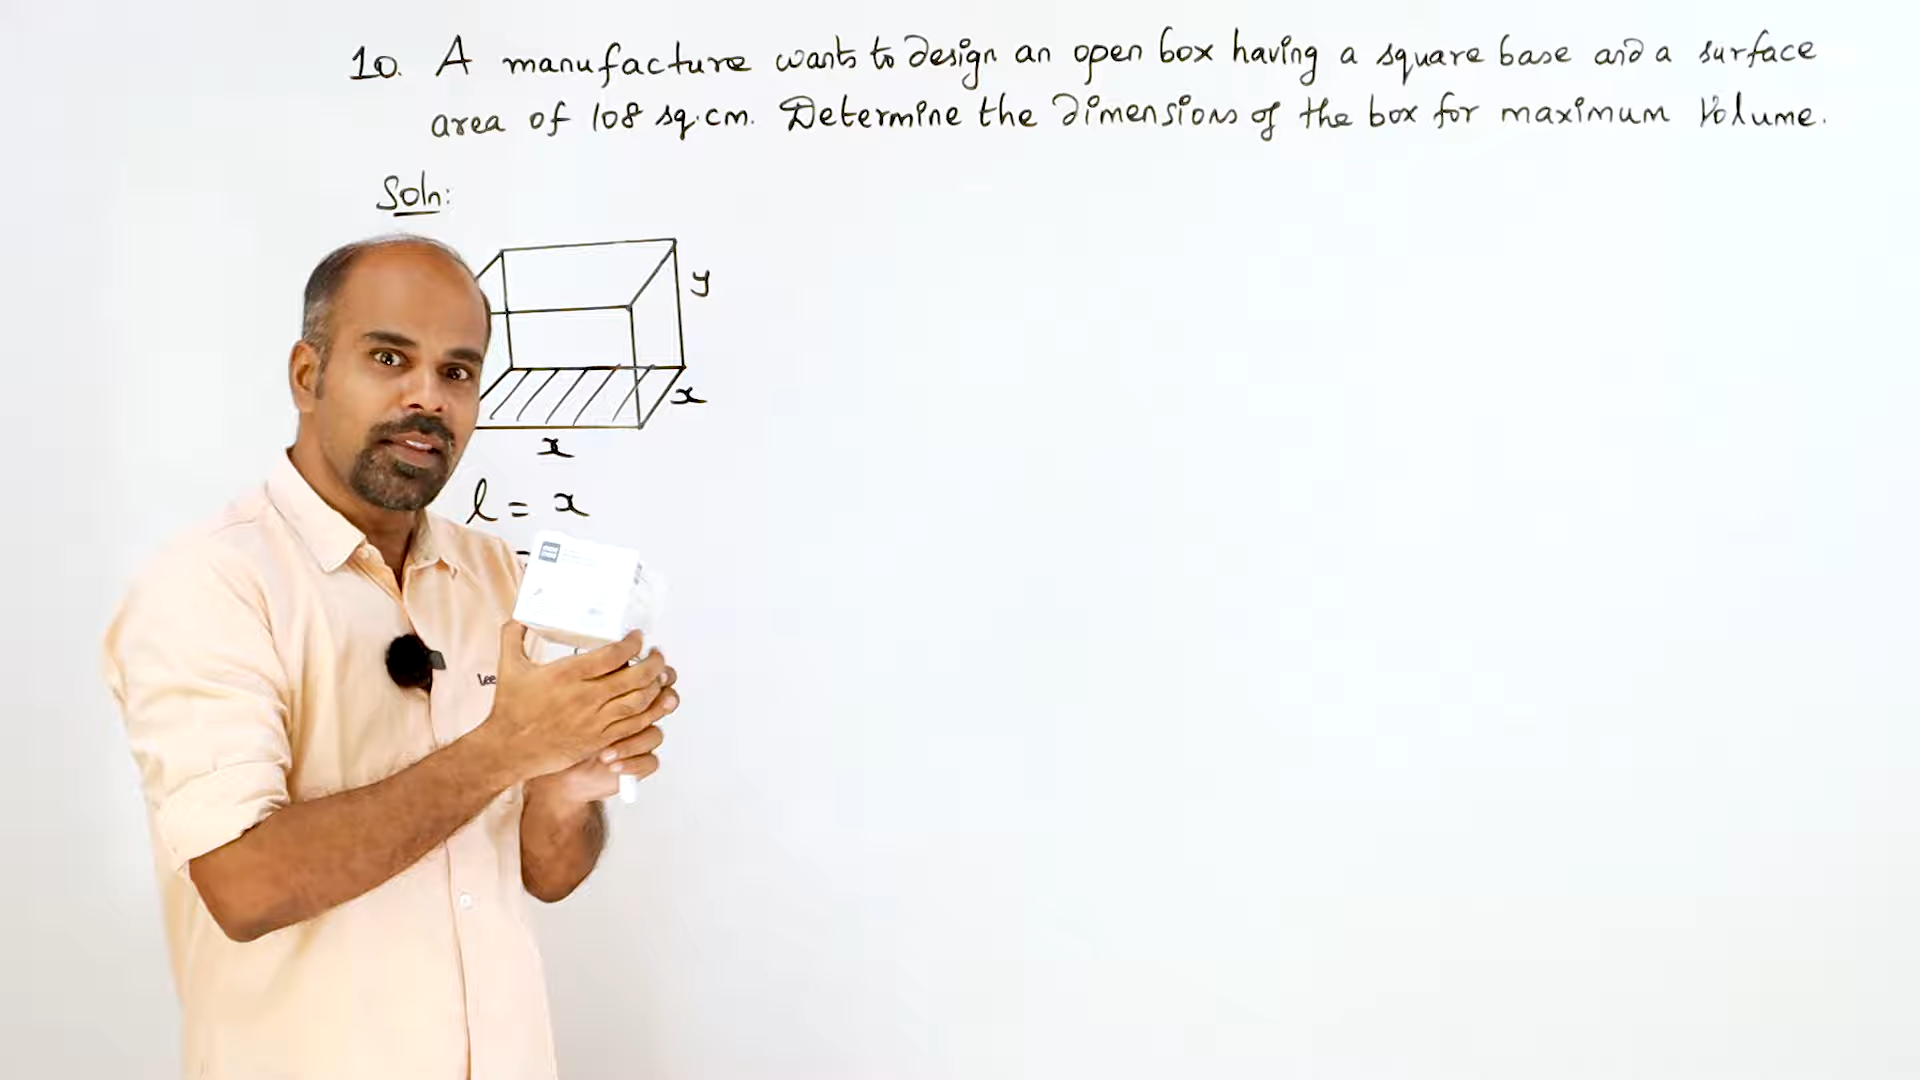 10. A manufacture wants to design an open box having a square base and a surface
area of 108 sq.cm. Determine the dimensions of the box for maximum volume.
Soln:
y
x
x
l = x
=
Lee